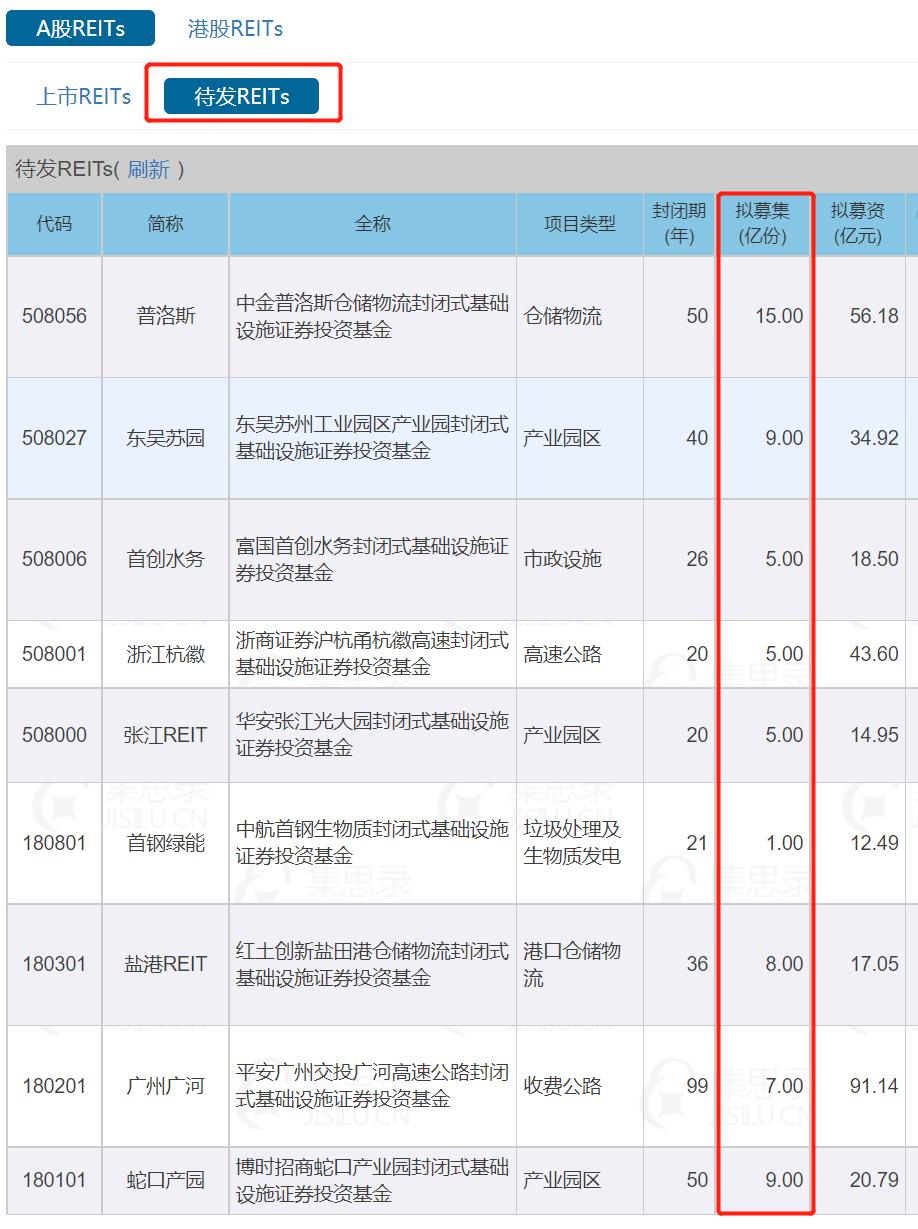 A股REITs 港股REITs
上市REITs 待发REITs
待发REITs( 刷新 )
代码 简称 全称 项目类型 封闭期(年) 拟募集(亿份) 拟募资(亿元)
508056 普洛斯 中金普洛斯仓储物流封闭式基础设施证券投资基金 仓储物流 50 15.00 56.18
508027 东吴苏园 东吴苏州工业园区产业园封闭式基础设施证券投资基金 产业园区 40 9.00 34.92
508006 首创水务 富国首创水务封闭式基础设施证券投资基金 市政设施 26 5.00 18.50
508001 浙江杭徽 浙商证券沪杭甬杭徽高速封闭式基础设施证券投资基金 高速公路 20 5.00 43.60
508000 张江REIT 华安张江光大园封闭式基础设施证券投资基金 产业园区 20 5.00 14.95
180801 首钢绿能 中航首钢生物质封闭式基础设施证券投资基金 垃圾处理及生物质发电 21 1.00 12.49
180301 盐港REIT 红土创新盐田港仓储物流封闭式基础设施证券投资基金 港口仓储物流 36 8.00 17.05
180201 广州广河 平安广州交投广河高速公路封闭式基础设施证券投资基金 收费公路 99 7.00 91.14
180101 蛇口产园 博时招商蛇口产业园封闭式基础设施证券投资基金 产业园区 50 9.00 20.79
集思录
JISILU.CN